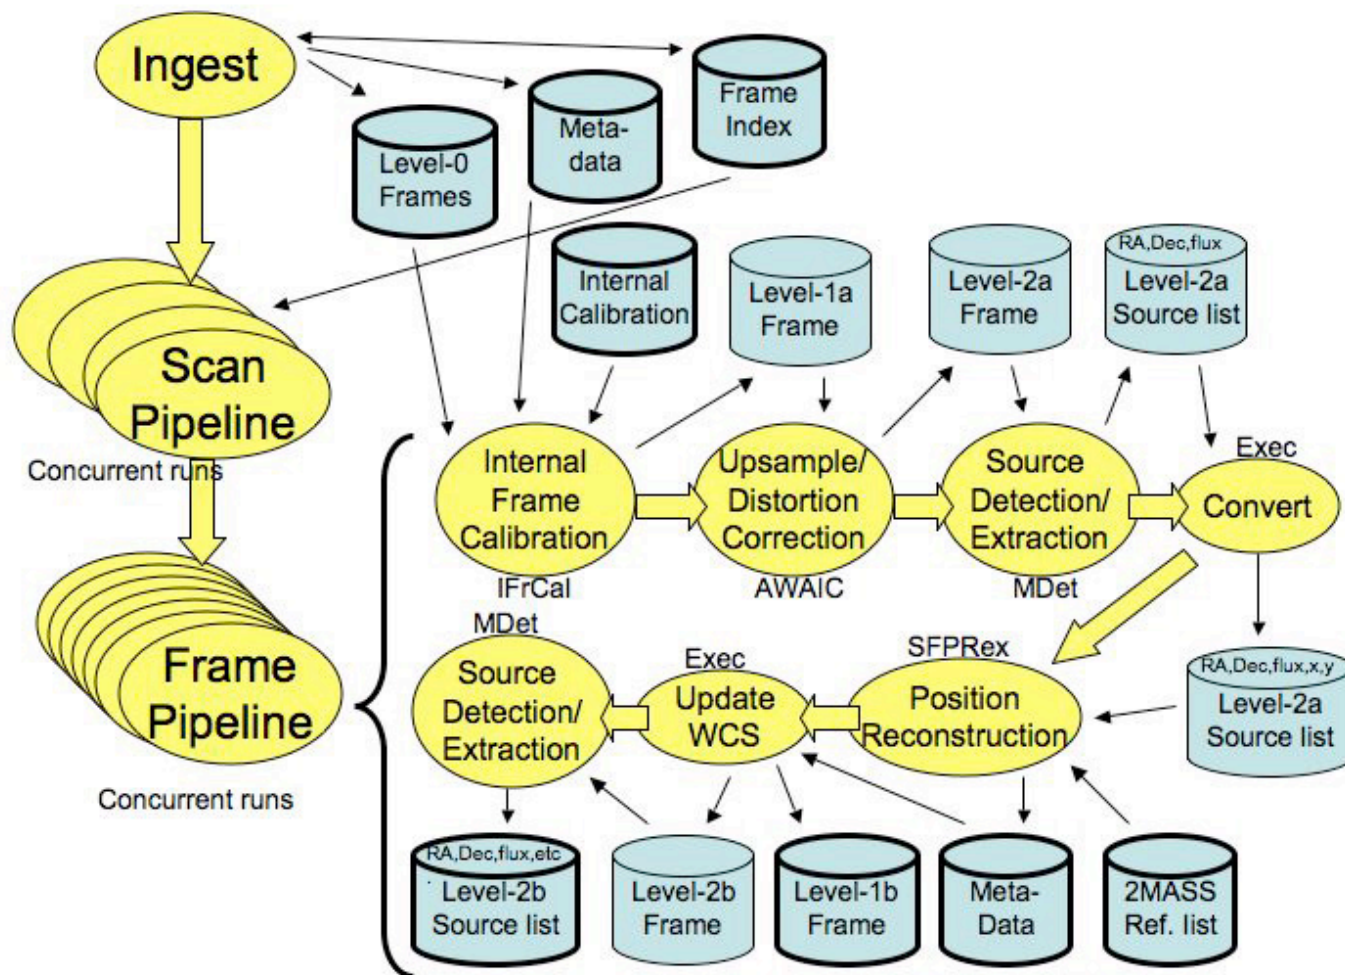 Ingest
Frame
Index
Meta-
data
Level-0
Frames
Internal
Calibration
Level-1a
Frame
Level-2a
Frame
RA,Dec,flux
Level-2a
Source list
Scan
Pipeline
Concurrent runs
Internal
Frame
Calibration
IFrCal
Upsample/
Distortion
Correction
AWAIC
Source
Detection/
Extraction
MDet
Exec
Convert
Frame
Pipeline
Concurrent runs
MDet
Source
Detection/
Extraction
Exec
Update
WCS
SFPRex
Position
Reconstruction
RA,Dec,flux,x,y
Level-2a
Source list
RA,Dec,flux,etc
Level-2b
Source list
Level-2b
Frame
Level-1b
Frame
Meta-
Data
2MASS
Ref. list